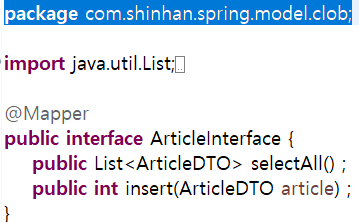 package com.shinhan.spring.model.clob;
import java.util.List;
@Mapper
public interface ArticleInterface {
public List<ArticleDTO> selectAll() ;
public int insert(ArticleDTO article) ;
}